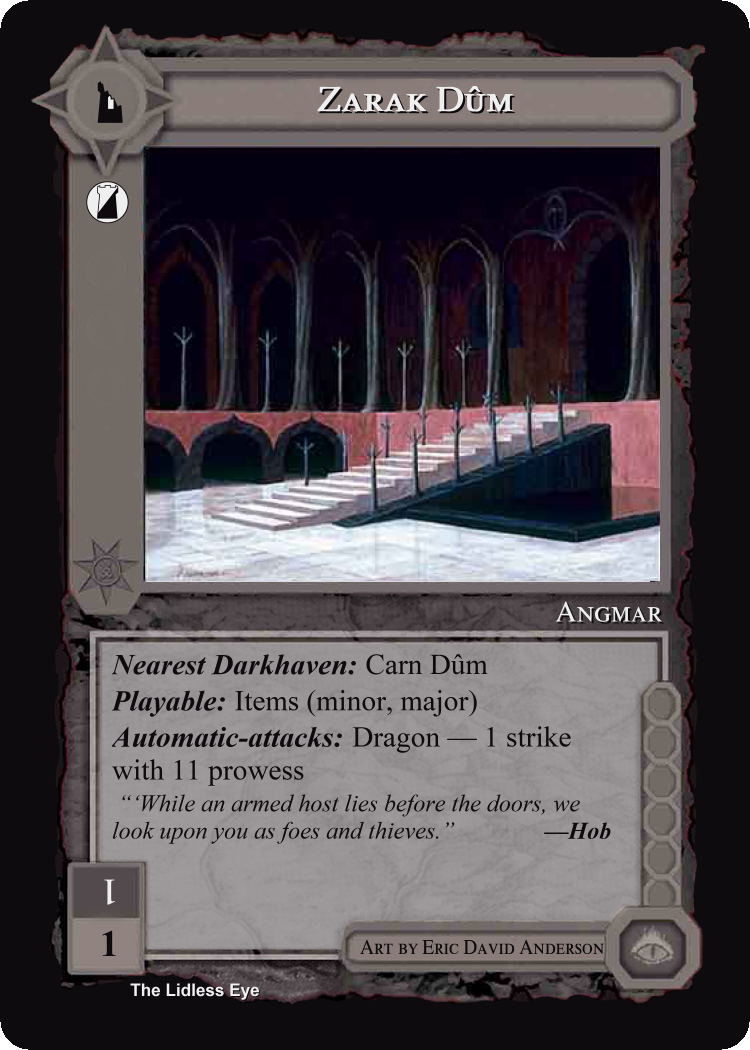 Zarak Dûm
Angmar
Nearest Darkhaven: Carn Dûm
Playable: Items (minor, major)
Automatic-attacks: Dragon — 1 strike
with 11 prowess
“‘While an armed host lies before the doors, we
look upon you as foes and thieves.” —Hob
1
1
Art by Eric David Anderson
The Lidless Eye